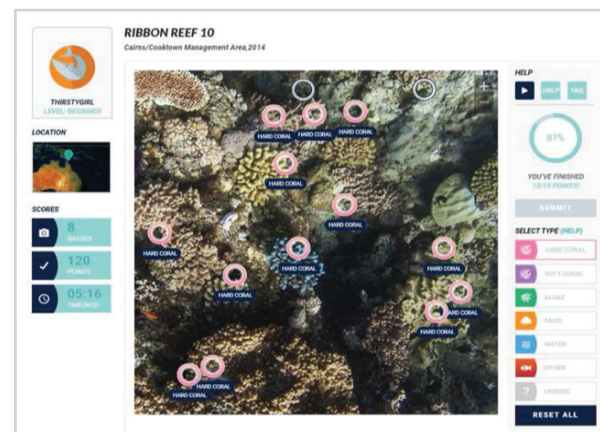 RIBBON REEF 10
Cairns/Cooktown Management Area,2014
THIRSTYGIRL
LEVEL: BEGINNER
LOCATION
SCORES
8
IMAGES
120
POINTS
05:16
HARD CORAL
HARD CORAL
HARD CORAL
HARD CORAL
HARD CORAL
HARD CORAL
HARD CORAL
HARD CORAL
HARD CORAL
HARD CORAL
HARD CORAL
HARD CORAL
HARD CORAL
HELP
HELP
FAQ
87%
YOU'VE FINISHED
13/15 POINTS!
SUBMIT
SELECT TYPE (HELP)
HARD CORAL
SOFT CORAL
ALGAE
SAND
WATER
OTHER
? UNSURE
RESET ALL